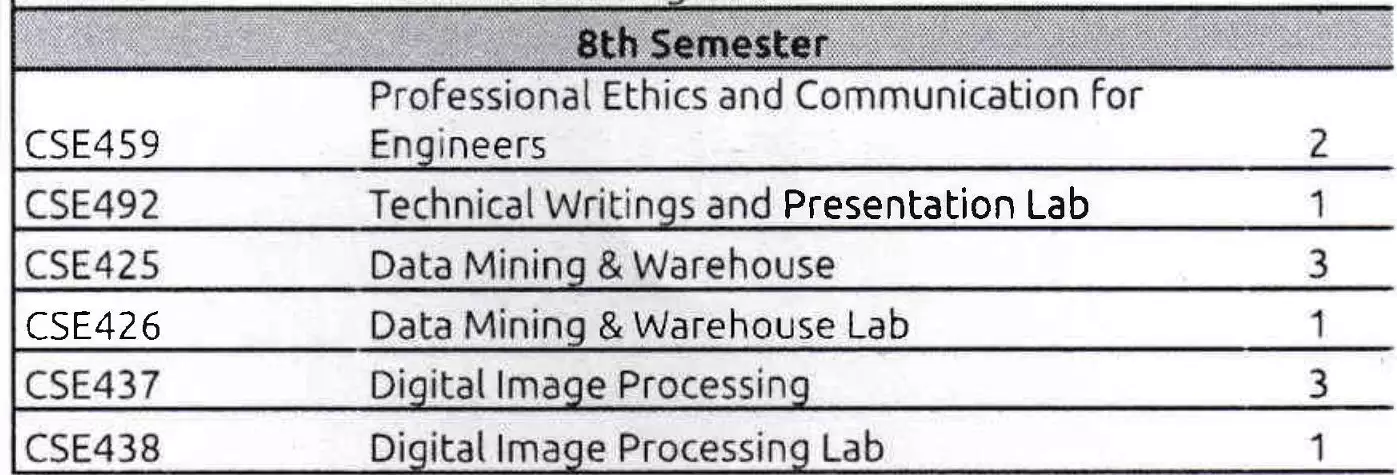 8th Semester
Professional Ethics and Communication for
CSE459 Engineers 2
CSE492 Technical Writings and Presentation Lab 1
CSE425 Data Mining & Warehouse 3
CSE426 Data Mining & Warehouse Lab 1
CSE437 Digital Image Processing 3
CSE438 Digital Image Processing Lab 1